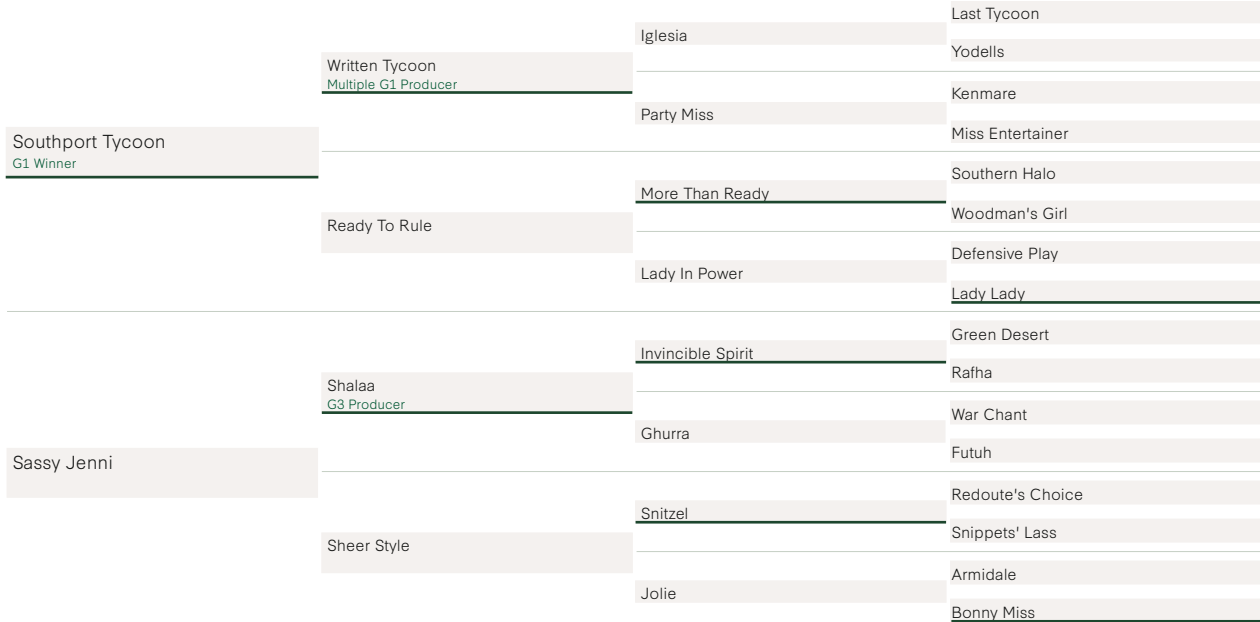 Southport Tycoon
G1 Winner
Sassy Jenni
Written Tycoon
Multiple G1 Producer
Ready To Rule
Shalaa
G3 Producer
Sheer Style
Iglesia
Party Miss
More Than Ready
Lady In Power
Invincible Spirit
Ghurra
Snitzel
Jolie
Last Tycoon
Yodells
Kenmare
Miss Entertainer
Southern Halo
Woodman's Girl
Defensive Play
Lady Lady
Green Desert
Rafha
War Chant
Futuh
Redoute's Choice
Snippets' Lass
Armidale
Bonny Miss